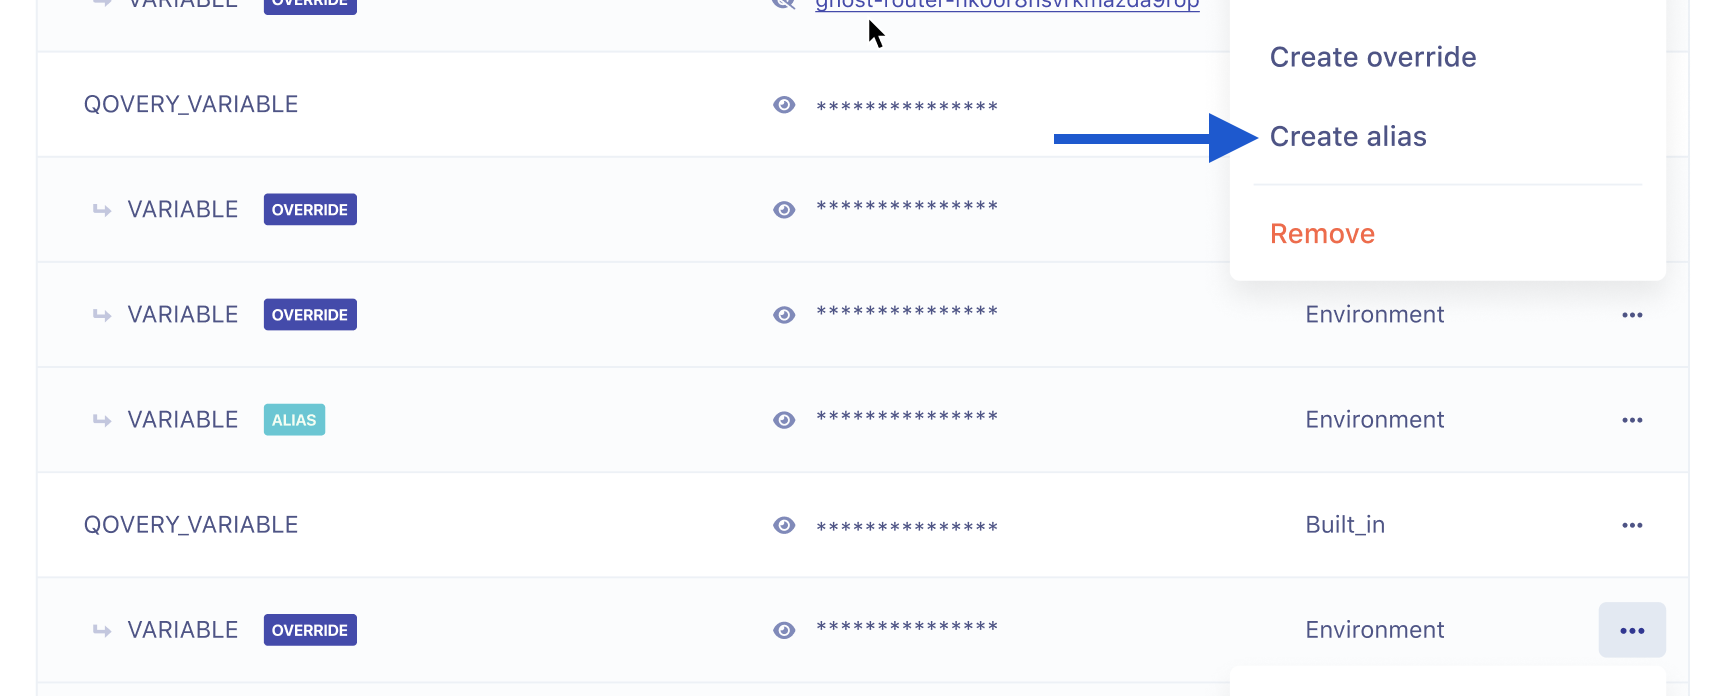 VARIABLE OVERRIDE
Create override
QOVERY_VARIABLE ***************
Create alias
VARIABLE OVERRIDE ***************
Remove
VARIABLE OVERRIDE *************** Environment
VARIABLE ALIAS *************** Environment
QOVERY_VARIABLE *************** Built_in
VARIABLE OVERRIDE *************** Environment